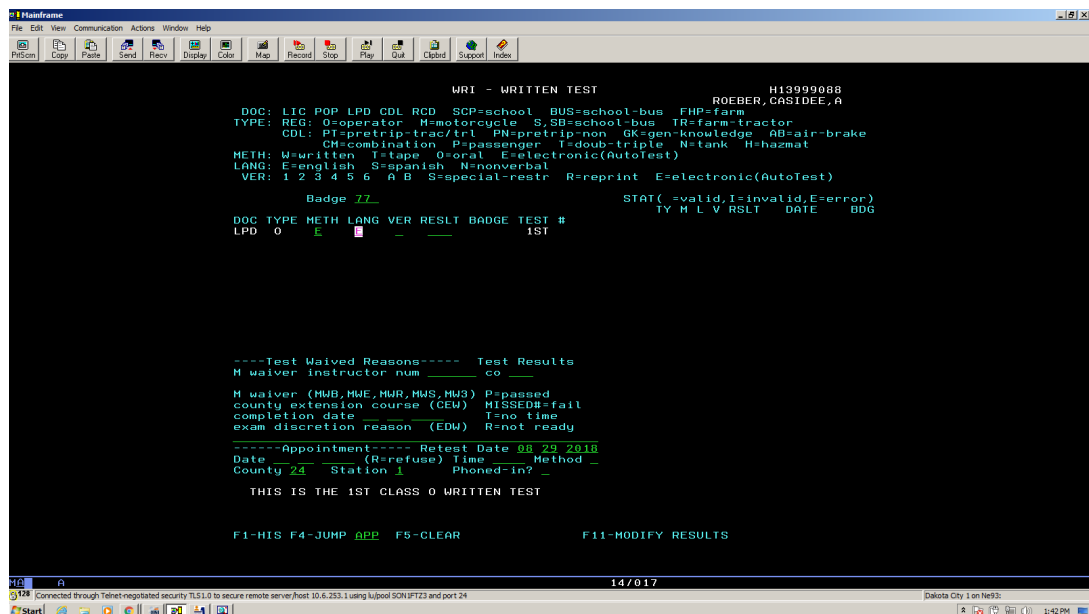 Mainframe
File Edit View Communication Actions Window Help
PrtScrn Copy Paste Send Recv Display Color Map Record Stop Play Quit Clipbrd Support Index
WRI - WRITTEN TEST H13999088
ROEBER,CASIDEE,A
DOC: LIC POP LPD CDL RCD SCP=school BUS=school-bus FHP=farm
TYPE: REG: O=operator M=motorcycle S,SB=school-bus TR=farm-tractor
CDL: PT=pretrip-trac/trl PN=pretrip-non GK=gen-knowledge AB=air-brake
CM=combination P=passenger T=doub-triple N=tank H=hazmat
METH: W=written T=tape O=oral E=electronic(AutoTest)
LANG: E=english S=spanish N=nonverbal
VER: 1 2 3 4 5 6 A B S=special-restr R=reprint E=electronic(AutoTest)
Badge 77_ STAT( =valid,I=invalid,E=error)
TY M L V RSLT DATE BDG
DOC TYPE METH LANG VER RESLT BADGE TEST #
LPD O E E _ ___ 1ST
----Test Waived Reasons----- Test Results
M waiver instructor num ______ co ___
M waiver (MWB,MWE,MWR,MWS,MW3) P=passed
county extension course (CEW) MISSED#=fail
completion date __ __ ____ T=no time
exam discretion reason (EDW) R=not ready
------Appointment----- Retest Date 08 29 2018
Date __ __ ____ (R=refuse) Time ____ Method _
County 24 Station 1 Phoned-in? _
THIS IS THE 1ST CLASS O WRITTEN TEST
F1-HIS F4-JUMP APP F5-CLEAR F11-MODIFY RESULTS
MA A 14/017
Connected through Telnet-negotiated security TLS1.0 to secure remote server/host 10.6.253.1 using lu/pool SON1FTZ3 and port 24 Dakota City 1 on Ne93:
Start 1:42 PM